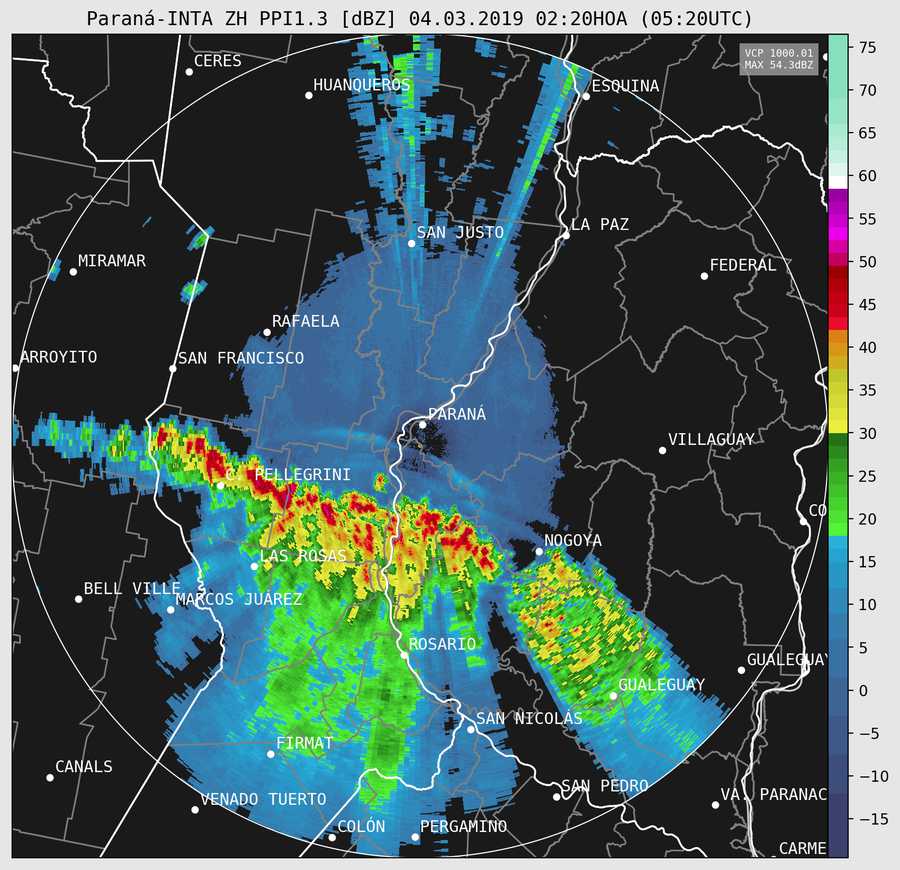 Paraná-INTA ZH PPI1.3 [dBZ] 04.03.2019 02:20HOA (05:20UTC)
VCP 1000.01
MAX 54.3dBZ
75
CERES
HUANQUEROS
ESQUINA
70
65
60
55
SAN JUSTO
LA PAZ
MIRAMAR
FEDERAL
50
45
RAFAELA
40
ARROYITO
SAN FRANCISCO
35
PARANÁ
VILLAGUAY
30
C. PELLEGRINI
25
CO
20
NOGOYA
LAS ROSAS
15
BELL VILLE
MARCOS JUÁREZ
10
ROSARIO
5
GUALEGUAY
GUALEGUAY
0
SAN NICOLÁS
-5
FIRMAT
CANALS
-10
SAN PEDRO
VENADO TUERTO
VA. PARANAC
-15
COLÓN
PERGAMINO
CARME